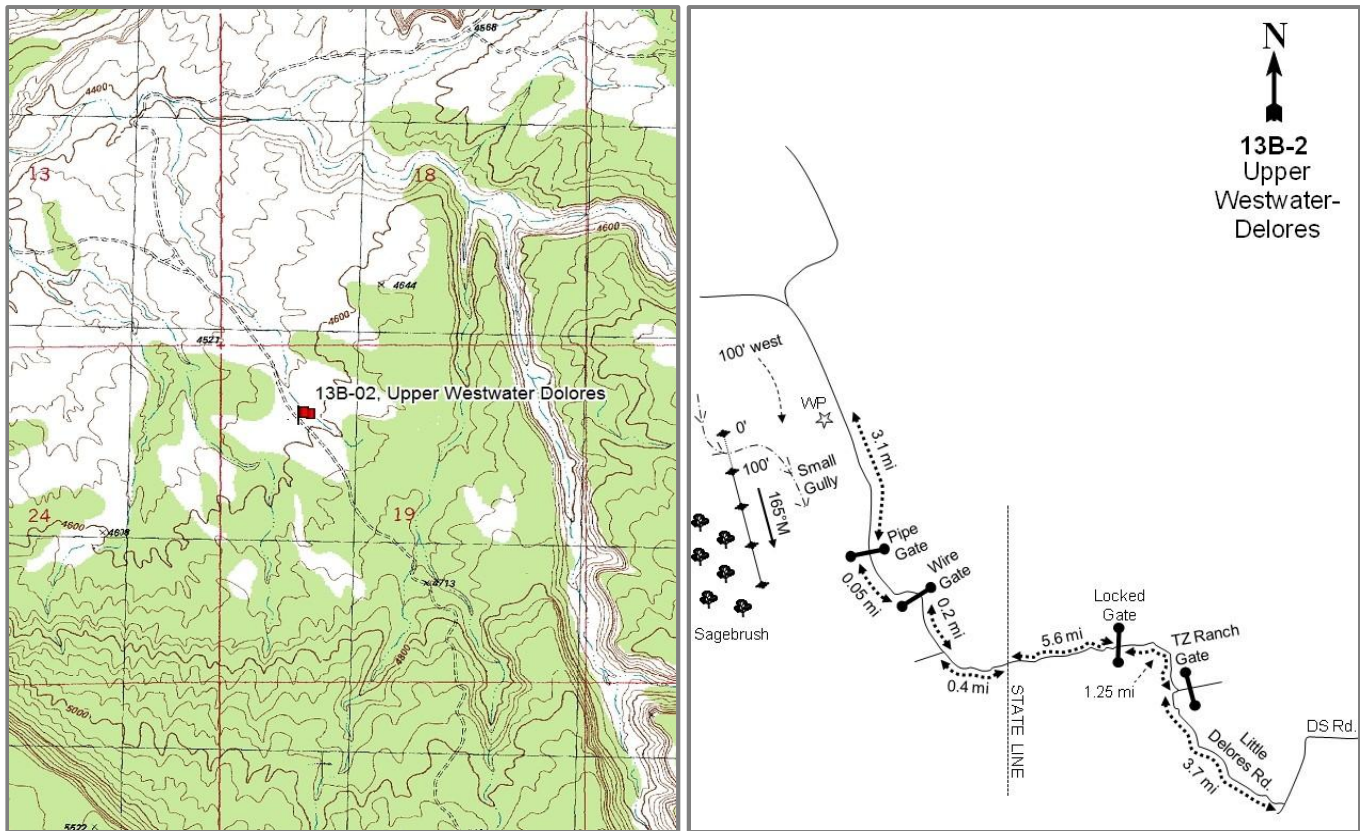 4568
4400
13
18
4600
4644
4600
4521
13B-02, Upper Westwater Dolores
24
4600
4608
19
4713
4800
5000
5522
N
13B-2
Upper
Westwater-
Delores
100' west
WP
0'
3.1 mi
100'
Small
Gully
165°M
Pipe
Gate
Wire
Gate
0.05 mi
0.2 mi
Sagebrush
Locked
Gate
5.6 mi
TZ Ranch
Gate
0.4 mi
1.25 mi
STATE LINE
DS Rd.
Little
Delores Rd.
3.7 mi